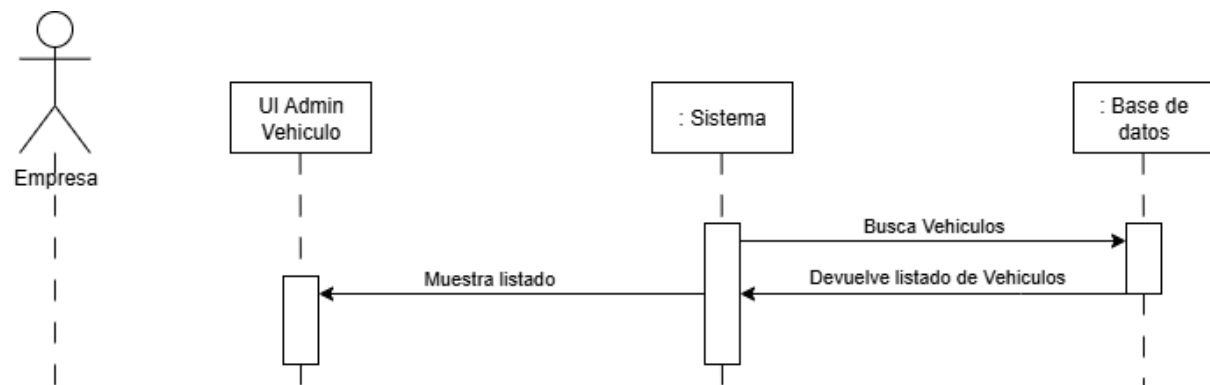 UI Admin
Vehiculo
: Sistema
: Base de
datos
Empresa
Busca Vehiculos
Muestra listado
Devuelve listado de Vehiculos